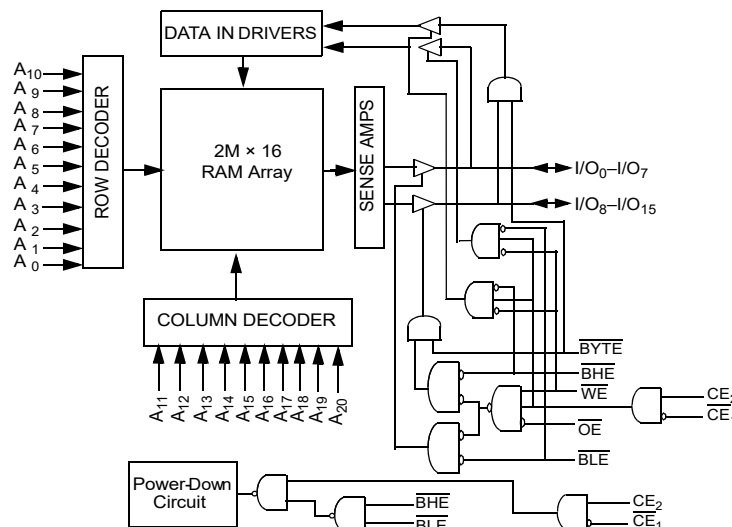 DATA IN DRIVERS
A10
A9
A8
A7
A6
A5
A4
A3
A2
A1
A0
ROW DECODER
2M × 16
RAM Array
SENSE AMPS
I/O0–I/O7
I/O8–I/O15
COLUMN DECODER
A11
A12
A13
A14
A15
A16
A17
A18
A19
A20
BYTE
BHE
WE
OE
BLE
CE2
CE
Power-Down
Circuit
BHE
BLE
CE2
CE1